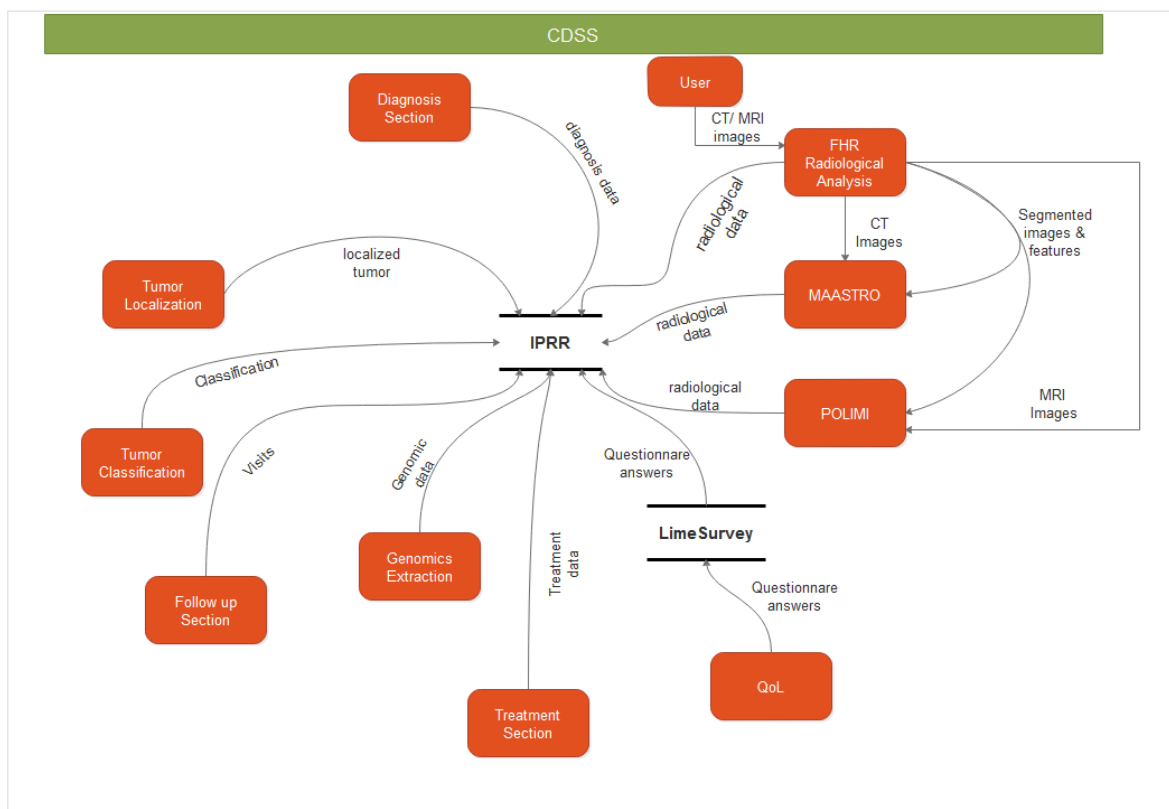 CDSS
User
Diagnosis
Section
CT/ MRI
images
diagnosis data
FHR
Radiological
Analysis
radiological
data
Segmented
images &
features
CT
Images
localized
tumor
Tumor
Localization
MAASTRO
radiological
data
IPRR
Classification
radiological
data
POLIMI
MRI
Images
Tumor
Classification
Visits
Genomic
data
Questionnare
answers
LimeSurvey
Genomics
Extraction
Treatment
data
Follow up
Section
Questionnare
answers
QoL
Treatment
Section